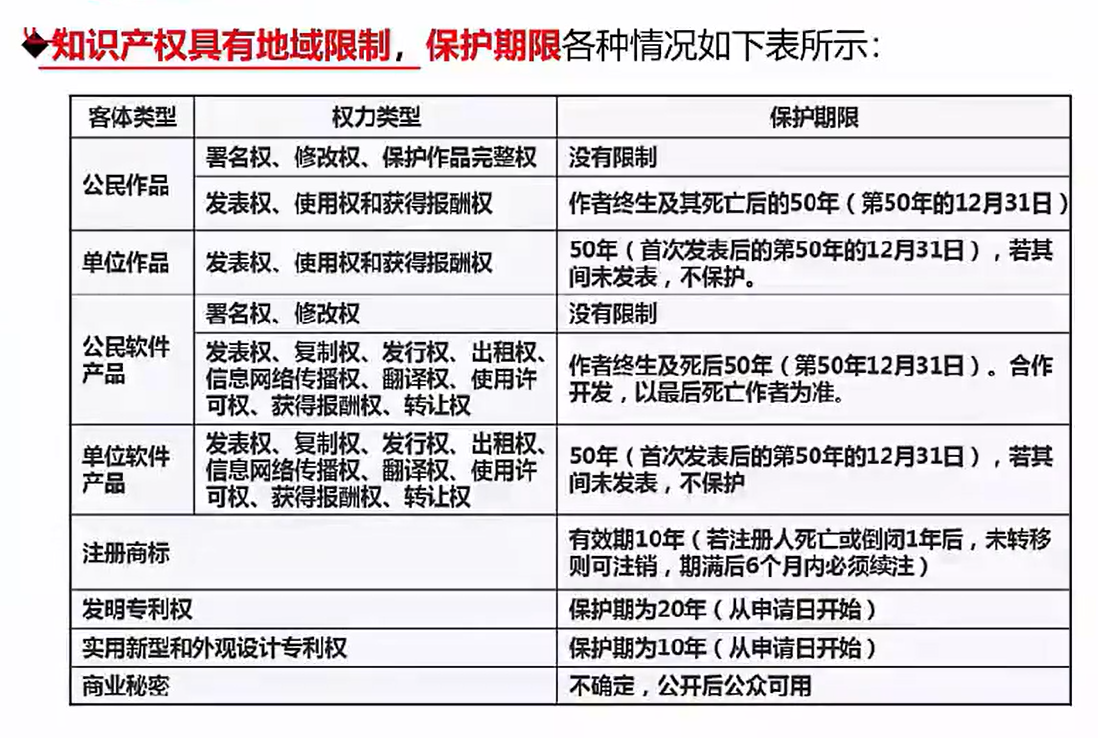 知识产权具有地域限制，保护期限各种情况如下表所示：
客体类型 权力类型 保护期限
公民作品
署名权、修改权、保护作品完整权 没有限制
发表权、使用权和获得报酬权 作者终生及其死亡后的50年（第50年的12月31日）
单位作品 发表权、使用权和获得报酬权
50年（首次发表后的第50年的12月31日），若其
间未发表，不保护。
公民软件
产品
署名权、修改权 没有限制
发表权、复制权、发行权、出租权、
信息网络传播权、翻译权、使用许
可权、获得报酬权、转让权
作者终生及死后50年（第50年的12月31日）。合作
开发，以最后死亡作者为准。
单位软件
产品
发表权、复制权、发行权、出租权、
信息网络传播权、翻译权、使用许
可权、获得报酬权、转让权
50年（首次发表后的第50年的12月31日），若其
间未发表，不保护
注册商标
有效期10年（若注册人死亡或倒闭1年后，未转移
则可注销，期满后6个月内必须续注）
发明专利权 保护期为20年（从申请日开始）
实用新型和外观设计专利权 保护期为10年（从申请日开始）
商业秘密 不确定，公开后公众可用